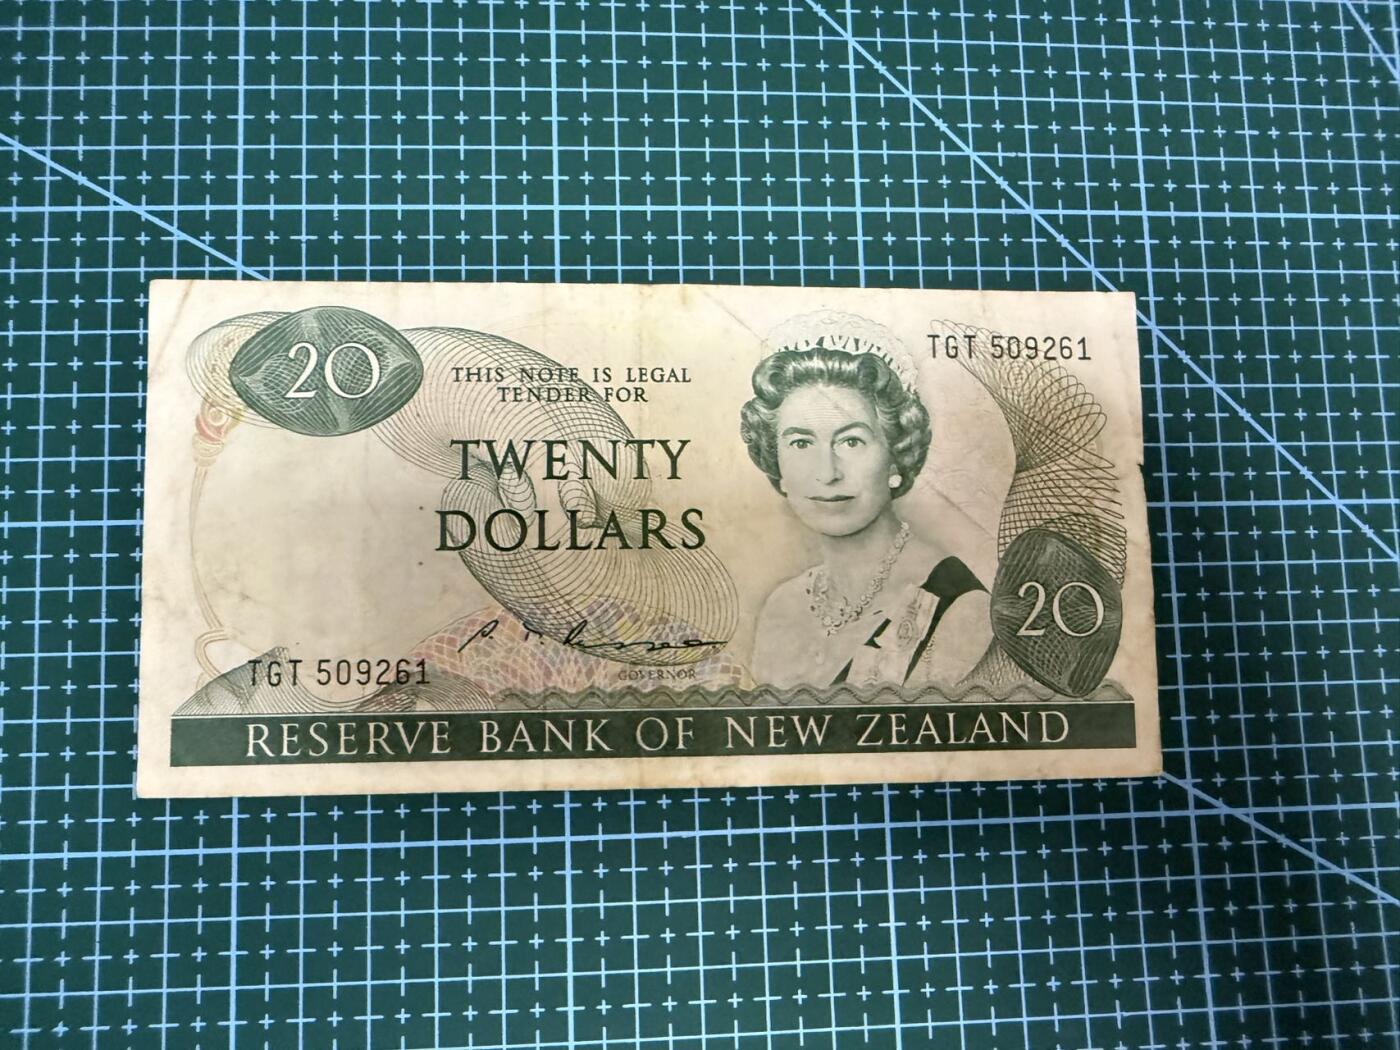 20
TGT 509261
THIS NOTE IS LEGAL
TENDER FOR
TWENTY
DOLLARS
20
TGT 509261
GOVERNOR
RESERVE BANK OF NEW ZEALAND